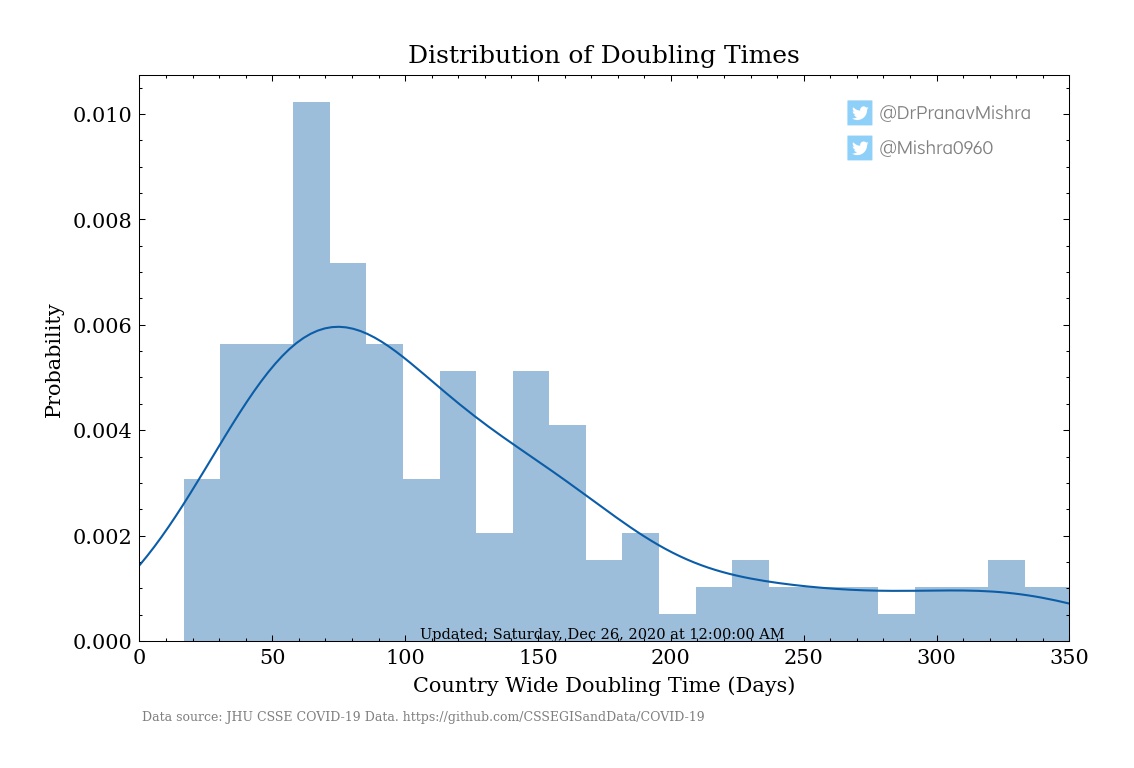 Distribution of Doubling Times
@DrPranavMishra
@Mishra0960
0.010
0.008
0.006
0.004
0.002
0.000
Probability
Updated; Saturday, Dec 26, 2020 at 12:00:00 AM
0 50 100 150 200 250 300 350
Country Wide Doubling Time (Days)
Data source: JHU CSSE COVID-19 Data. https://github.com/CSSEGISandData/COVID-19